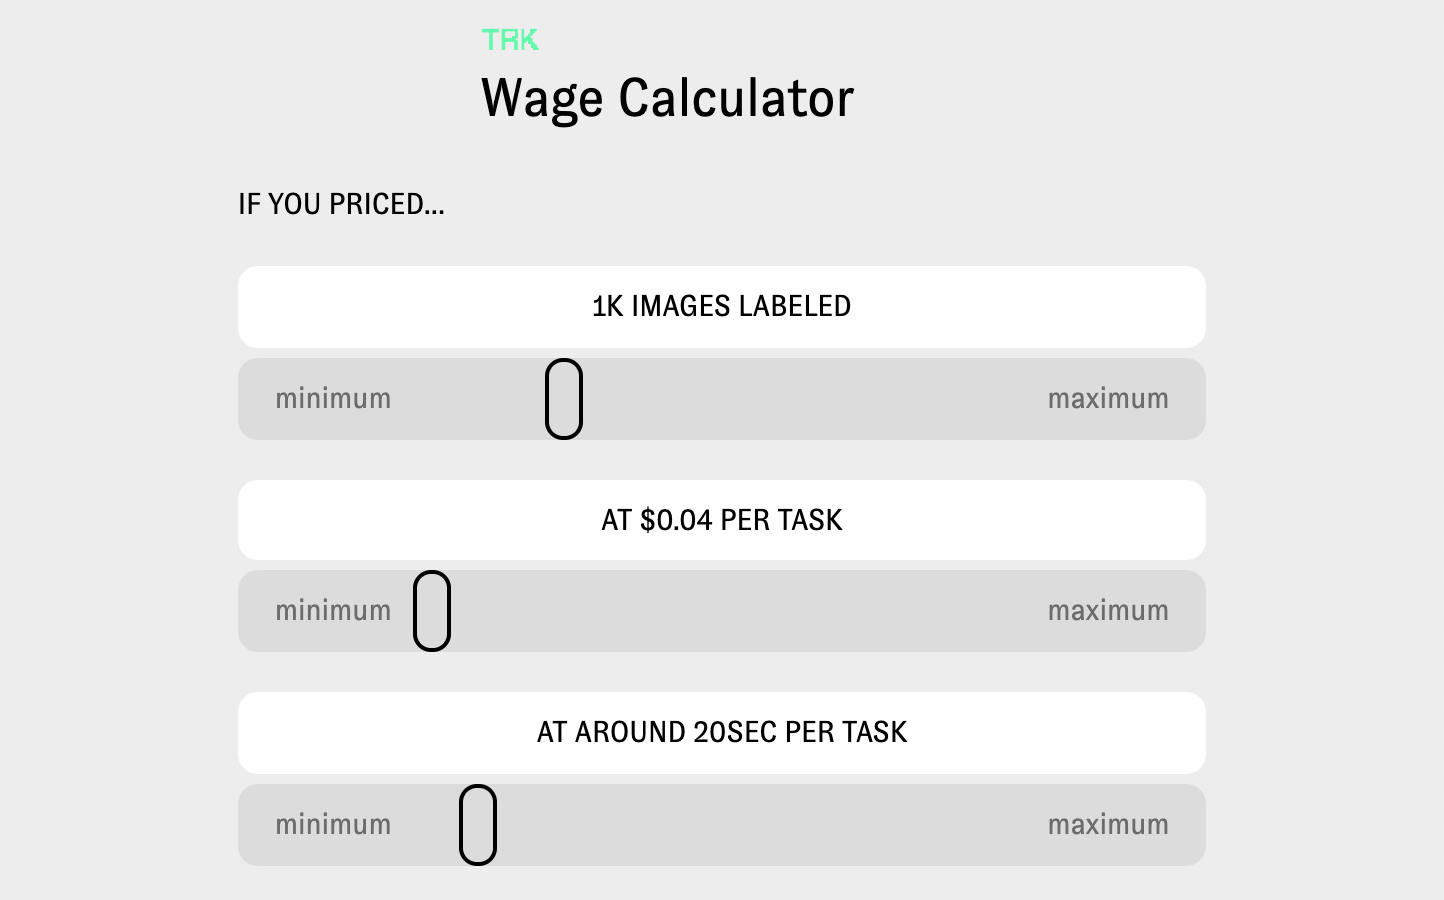 TRK
Wage Calculator
IF YOU PRICED...
1K IMAGES LABELED
minimum maximum
AT $0.04 PER TASK
minimum maximum
AT AROUND 20SEC PER TASK
minimum maximum